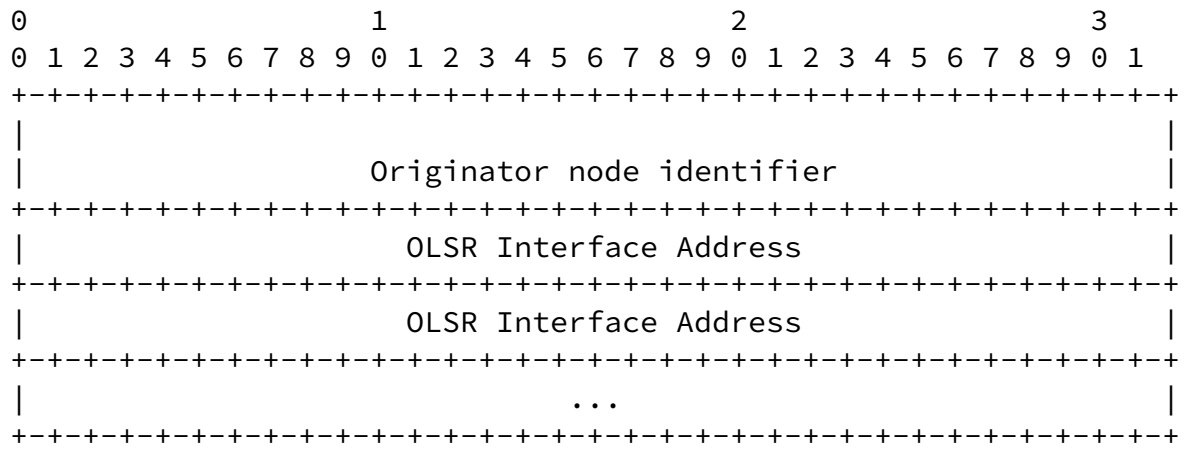 0                   1                   2                   3
0 1 2 3 4 5 6 7 8 9 0 1 2 3 4 5 6 7 8 9 0 1 2 3 4 5 6 7 8 9 0 1
+-+-+-+-+-+-+-+-+-+-+-+-+-+-+-+-+-+-+-+-+-+-+-+-+-+-+-+-+-+-+-+-+
|                                                               |
|                   Originator node identifier                  |
+-+-+-+-+-+-+-+-+-+-+-+-+-+-+-+-+-+-+-+-+-+-+-+-+-+-+-+-+-+-+-+-+
|                     OLSR Interface Address                    |
+-+-+-+-+-+-+-+-+-+-+-+-+-+-+-+-+-+-+-+-+-+-+-+-+-+-+-+-+-+-+-+-+
|                     OLSR Interface Address                    |
+-+-+-+-+-+-+-+-+-+-+-+-+-+-+-+-+-+-+-+-+-+-+-+-+-+-+-+-+-+-+-+-+
|                              ...                              |
+-+-+-+-+-+-+-+-+-+-+-+-+-+-+-+-+-+-+-+-+-+-+-+-+-+-+-+-+-+-+-+-+